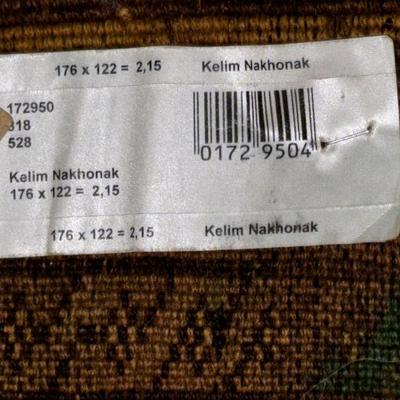 176 x 122 = 2,15 Kelim Nakhonak
172950
318
528
0172 9504
Kelim Nakhonak
176 x 122 = 2,15
176 x 122 = 2,15 Kelim Nakhonak